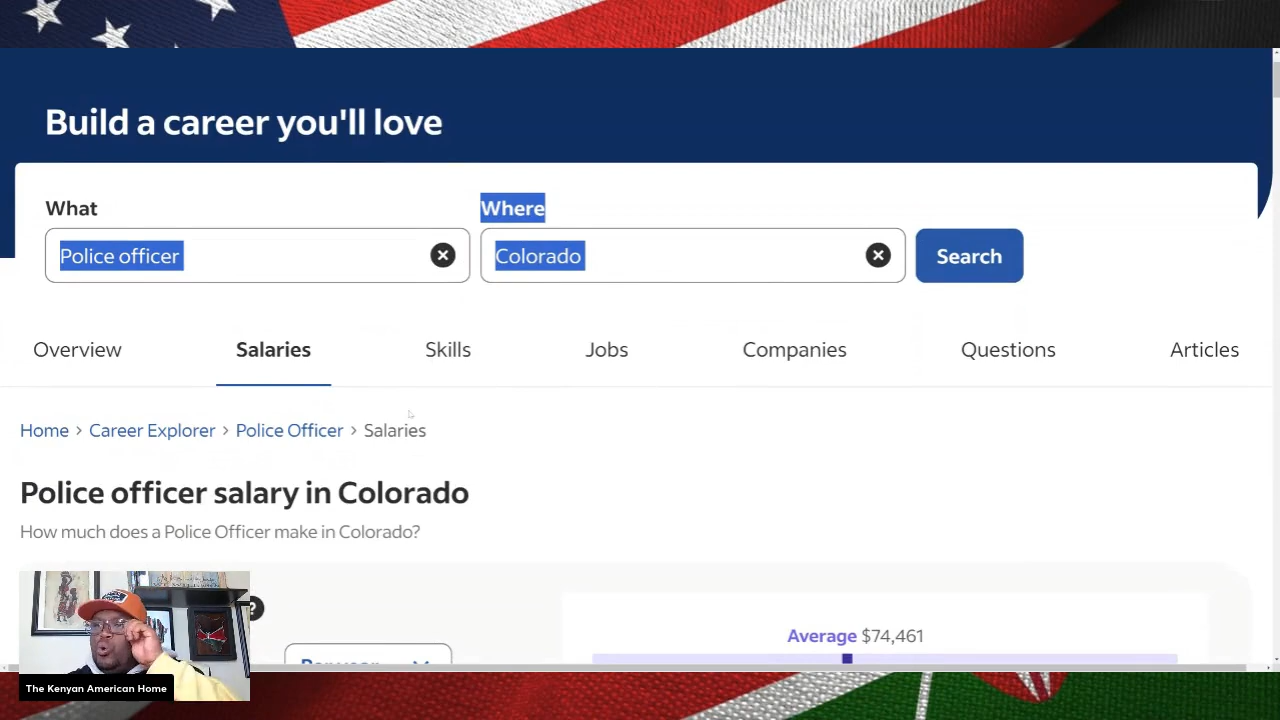 Build a career you'll love
What
Where
Police officer
Colorado
Search
Overview
Salaries
Skills
Jobs
Companies
Questions
Articles
Home > Career Explorer > Police Officer > Salaries
Police officer salary in Colorado
How much does a Police Officer make in Colorado?
?
Average $74,461
Per year
The Kenyan American Home